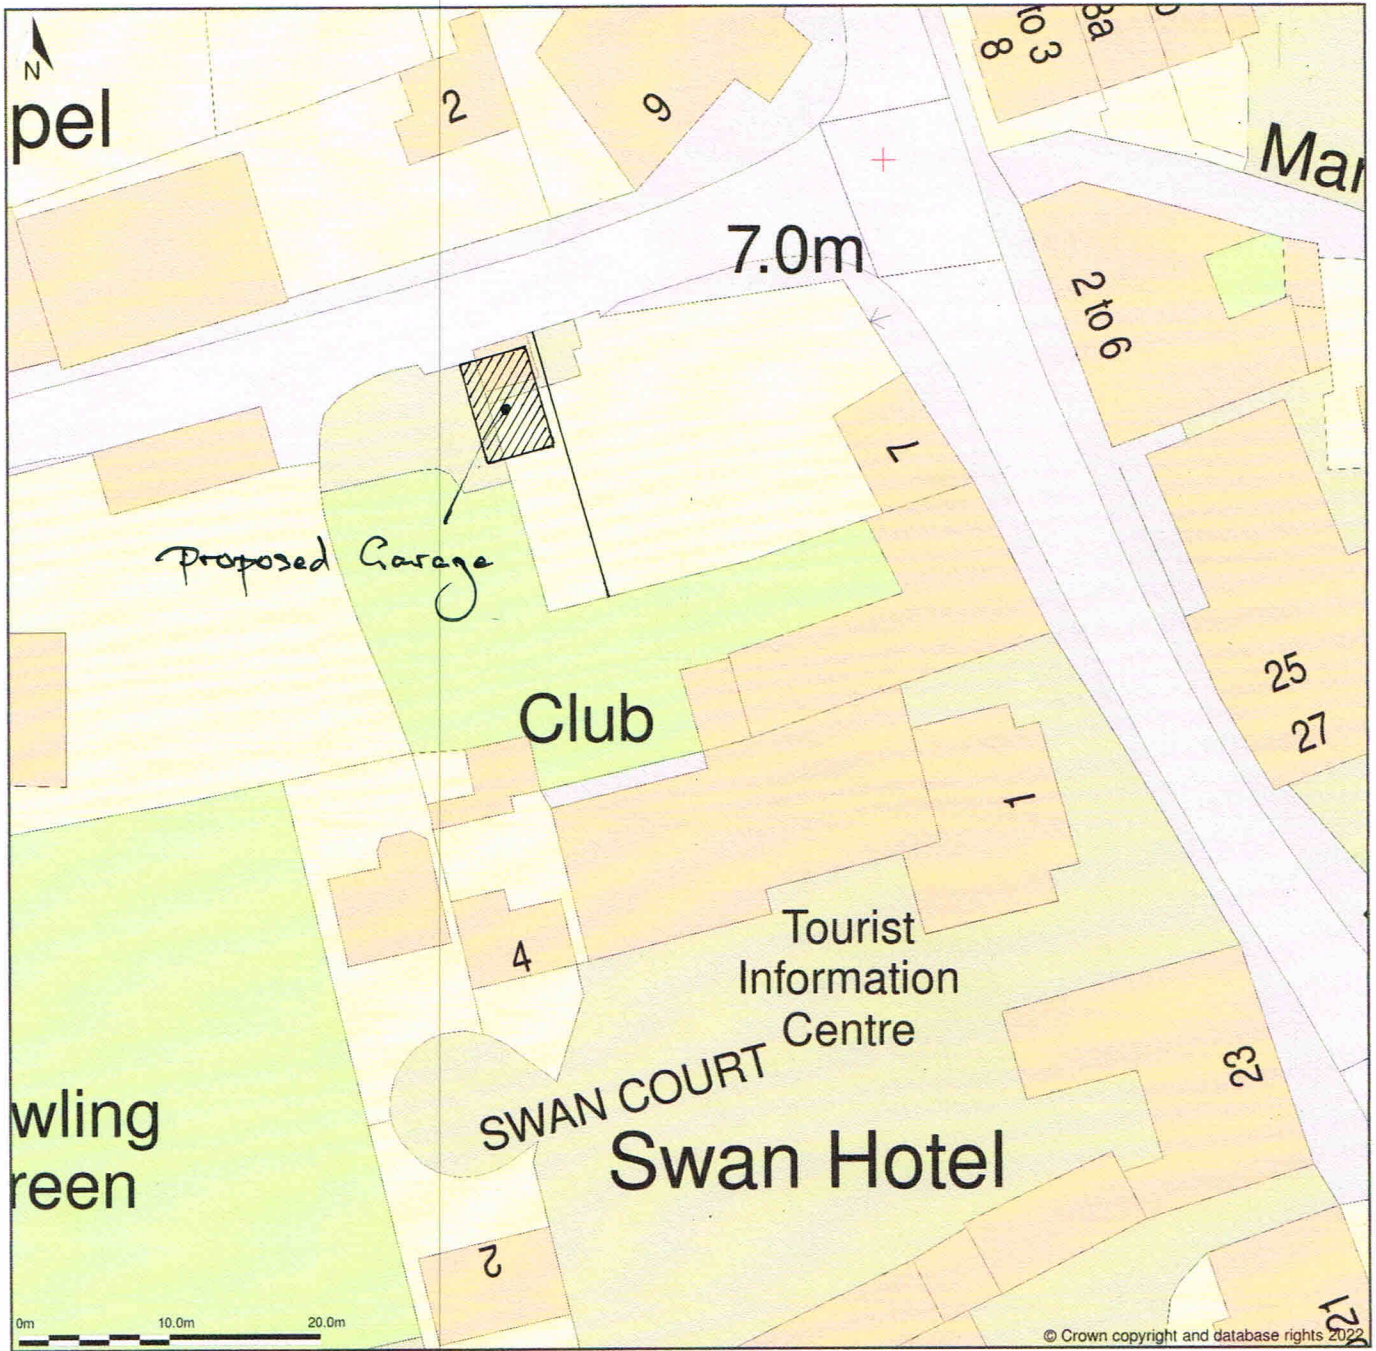 N
pel
2
9
8
to 3
8a
Mar
7.0m
2 to 6
7
Proposed Garage
Club
25
27
1
4
Tourist
Information
Centre
SWAN COURT
Swan Hotel
23
wling
reen
2
21
0m 10.0m 20.0m
© Crown copyright and database rights 2022